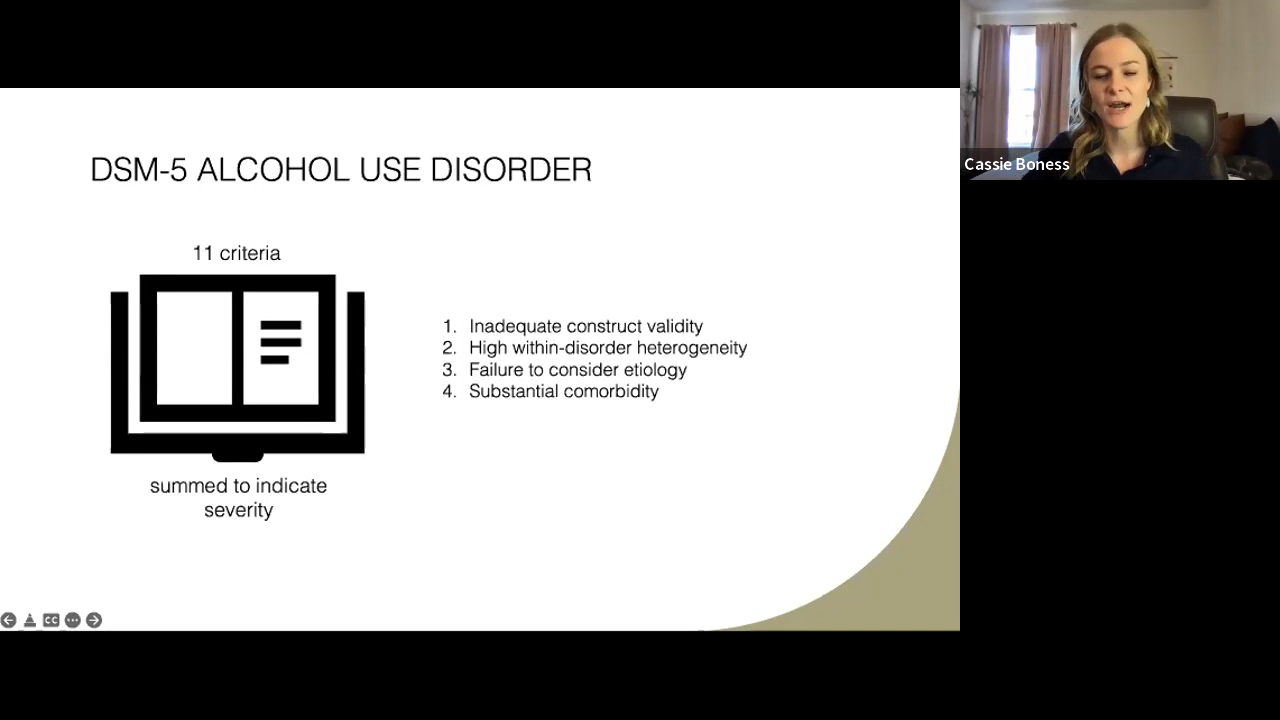 DSM-5 ALCOHOL USE DISORDER
11 criteria
1. Inadequate construct validity
2. High within-disorder heterogeneity
3. Failure to consider etiology
4. Substantial comorbidity
summed to indicate
severity
CC
Cassie Boness